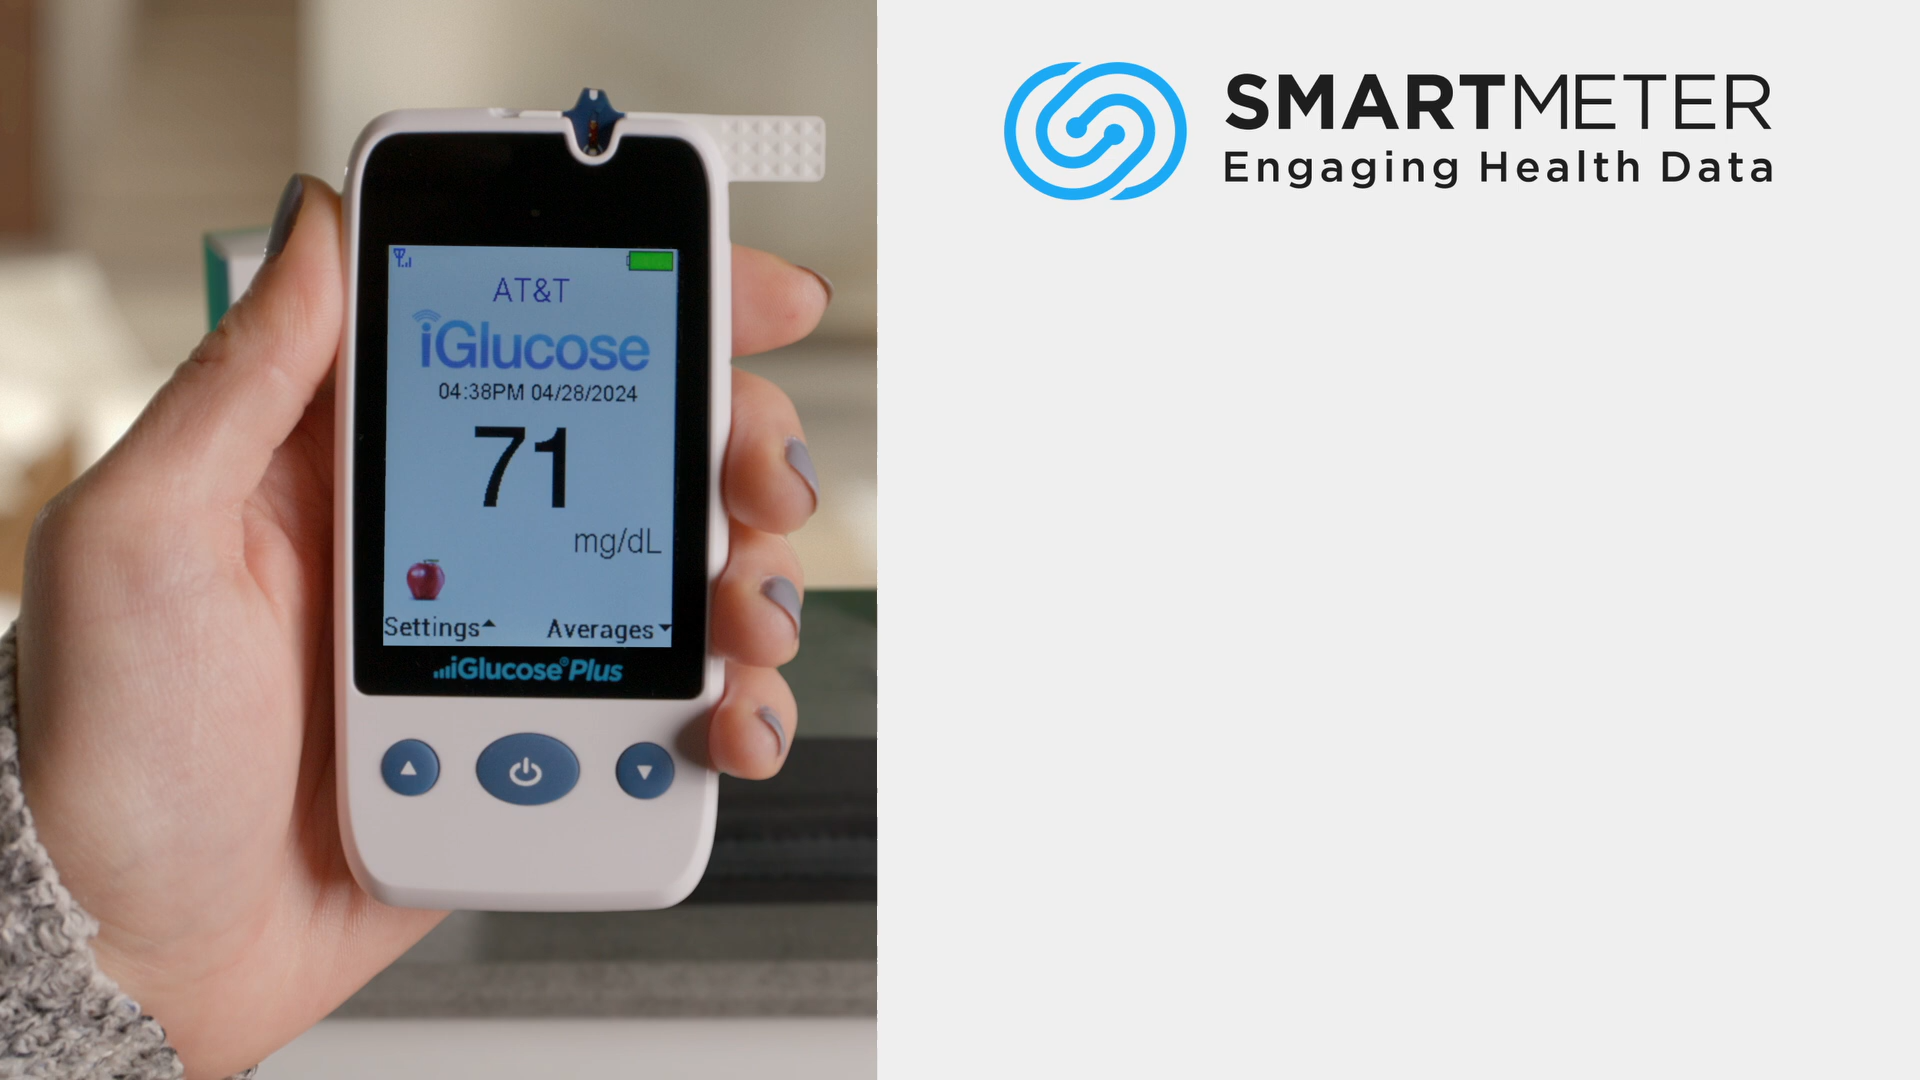 AT&T
iGlucose
04:38PM 04/28/2024
71
mg/dL
Settings Averages
iGlucose® Plus
SMARTMETER
Engaging Health Data